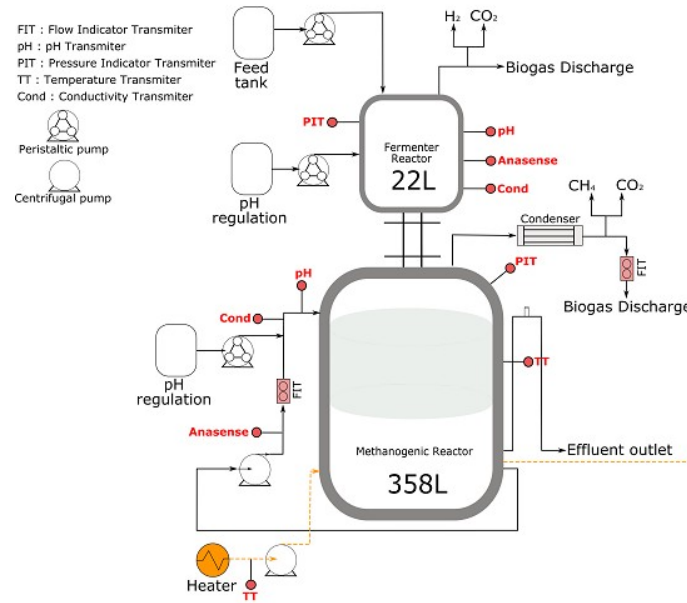 FIT : Flow Indicator Transmiter
pH : pH Transmiter
PIT : Pressure Indicator Transmiter
TT : Temperature Transmiter
Cond : Conductivity Transmiter
Peristaltic pump
Centrifugal pump
Feed
tank
H₂
CO₂
Biogas Discharge
PIT
pH
Fermenter
Reactor
22L
Anasense
Cond
pH
regulation
CH₄
CO₂
Condenser
PIT
FIT
Biogas Discharge
pH
Cond
pH
regulation
FIT
TT
Anasense
Methanogenic Reactor
358L
Effluent outlet
Heater
TT